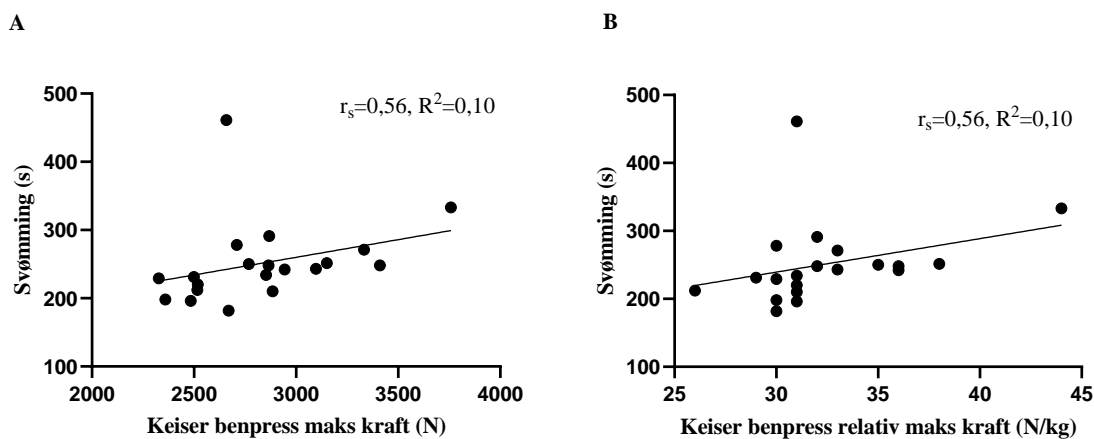 A
r_s=0,56, R²=0,10
500
400
300
200
100
Svømming (s)
2000 2500 3000 3500 4000
Keiser benpress maks kraft (N)
B
r_s=0,56, R²=0,10
500
400
300
200
100
Svømming (s)
25 30 35 40 45
Keiser benpress relativ maks kraft (N/kg)